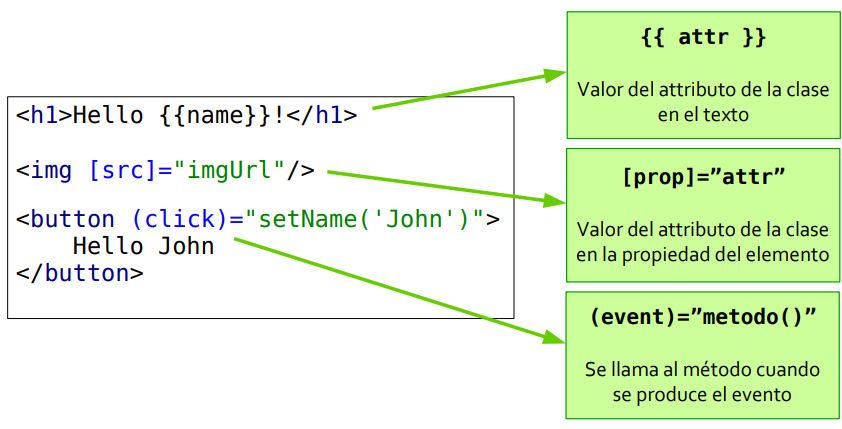 <h1>Hello {{name}}!</h1>
<img [src]="imgUrl"/>
<button (click)="setName('John')">
Hello John
</button>
{{ attr }}
Valor del attributo de la clase
en el texto
[prop]=”attr”
Valor del attributo de la clase
en la propiedad del elemento
(event)=”metodo()”
Se llama al método cuando
se produce el evento